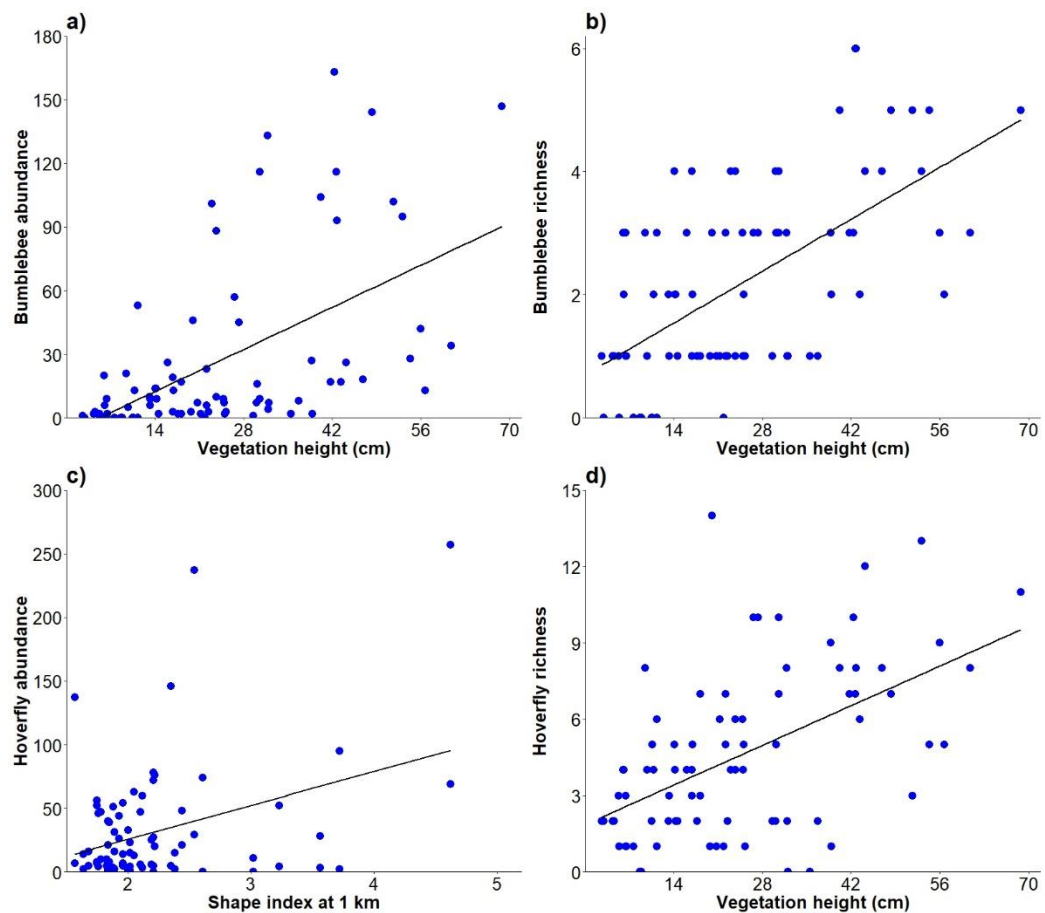 a)
Bumblebee abundance
180
150
120
90
60
30
0
14 28 42 56 70
Vegetation height (cm)
b)
Bumblebee richness
6
4
2
0
14 28 42 56 70
Vegetation height (cm)
c)
Hoverfly abundance
300
250
200
150
100
50
0
2 3 4 5
Shape index at 1 km
d)
Hoverfly richness
15
12
9
6
3
0
14 28 42 56 70
Vegetation height (cm)